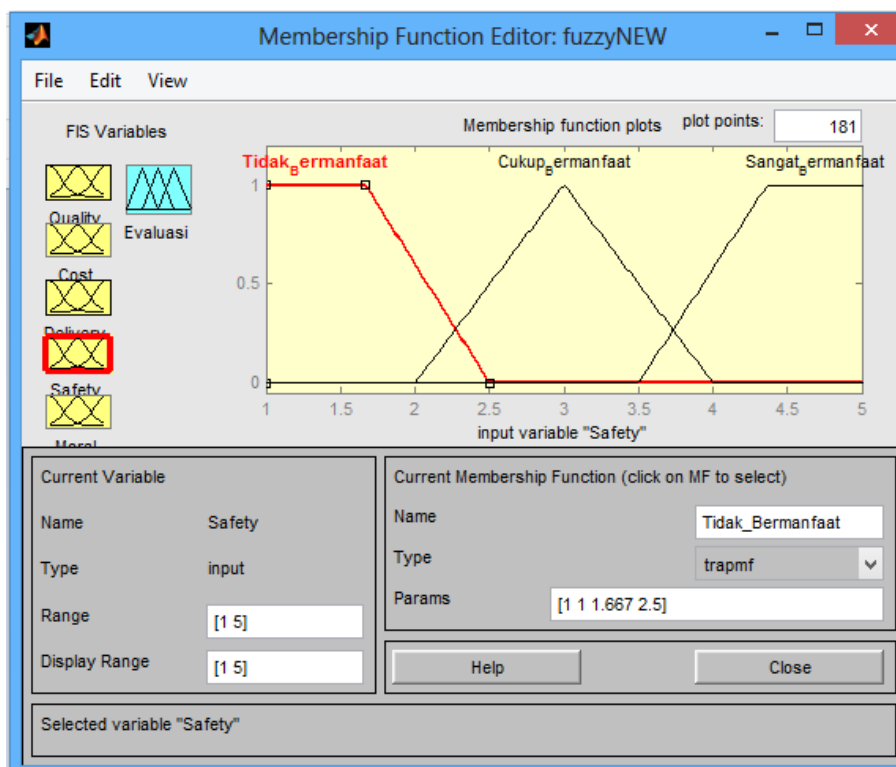 Membership Function Editor: fuzzyNEW
File Edit View
FIS Variables
Membership function plots plot points: 181
Quality
Evaluasi
Cost
Delivery
Safety
Moral
Tidak_Bermanfaat Cukup_Bermanfaat Sangat_Bermanfaat
1
0.5
0
1 1.5 2 2.5 3 3.5 4 4.5 5
input variable "Safety"
Current Variable
Name Safety
Type input
Range [1 5]
Display Range [1 5]
Current Membership Function (click on MF to select)
Name Tidak_Bermanfaat
Type trapmf
Params [1 1 1.667 2.5]
Help Close
Selected variable "Safety"